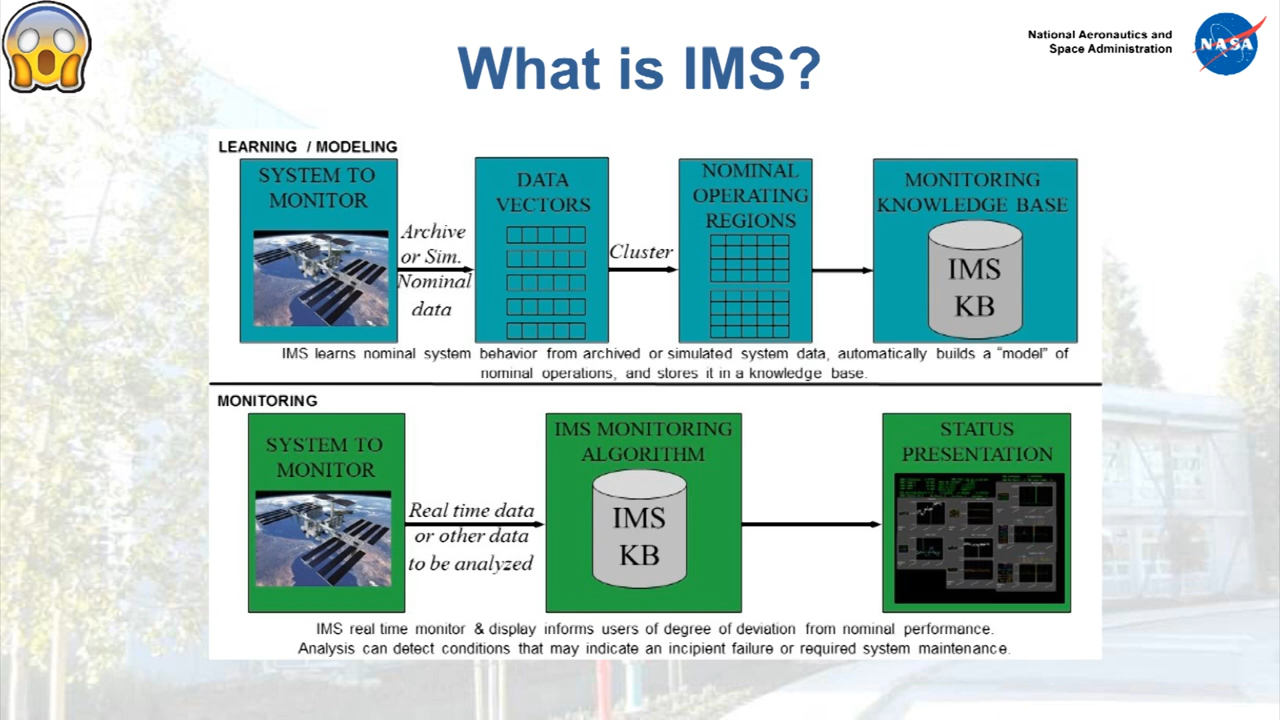 National Aeronautics and
Space Administration
NASA
What is IMS?
LEARNING / MODELING
SYSTEM TO
MONITOR
Archive
or Sim.
Nominal
data
DATA
VECTORS
Cluster
NOMINAL
OPERATING
REGIONS
MONITORING
KNOWLEDGE BASE
IMS
KB
IMS learns nominal system behavior from archived or simulated system data, automatically builds a “model” of
nominal operations, and stores it in a knowledge base.
MONITORING
SYSTEM TO
MONITOR
Real time data
or other data
to be analyzed
IMS MONITORING
ALGORITHM
IMS
KB
STATUS
PRESENTATION
IMS real time monitor & display informs users of degree of deviation from nominal performance.
Analysis can detect conditions that may indicate an incipient failure or required system maintenance.